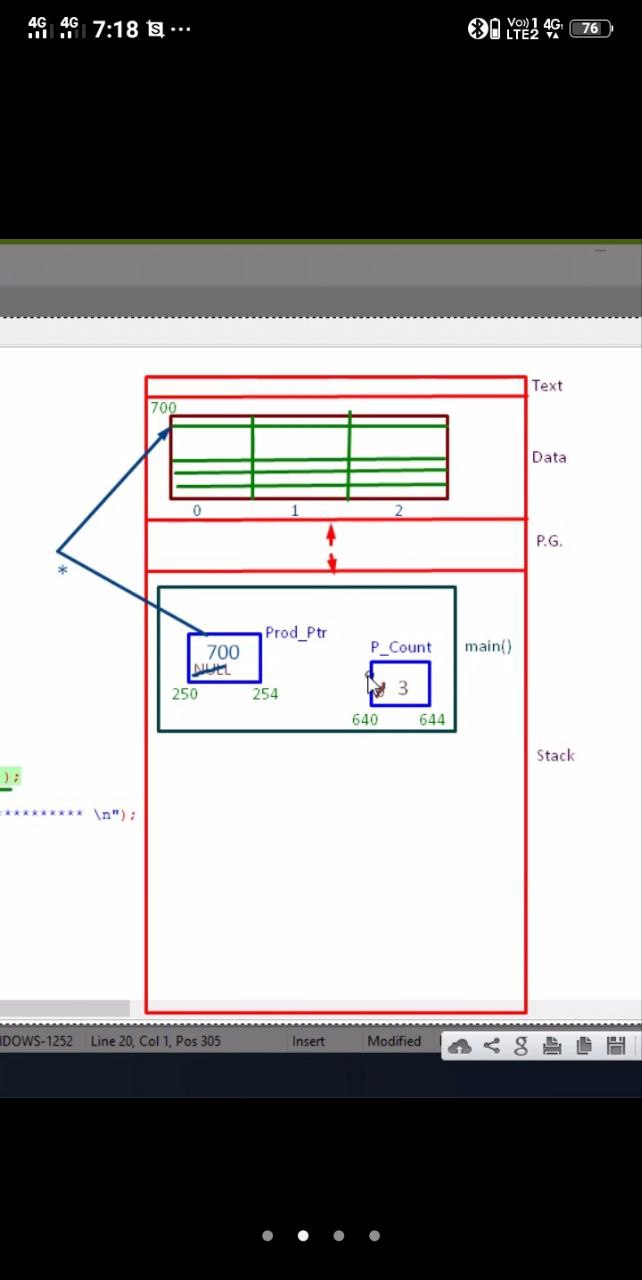 4G 4G 7:18 ... Vo)) 1 4G
LTE2 76
Text
700
Data
0 1 2
P.G.
*
Prod_Ptr
700
NULL
P_Count
main()
3
250 254
640 644
Stack
);
********* \n");
IDOWS-1252 Line 20, Col 1, Pos 305 Insert Modified